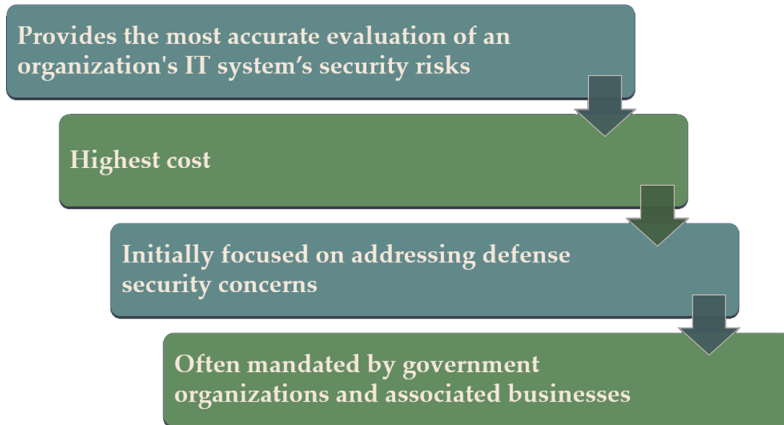 Provides the most accurate evaluation of an
organization's IT system’s security risks
Highest cost
Initially focused on addressing defense
security concerns
Often mandated by government
organizations and associated businesses